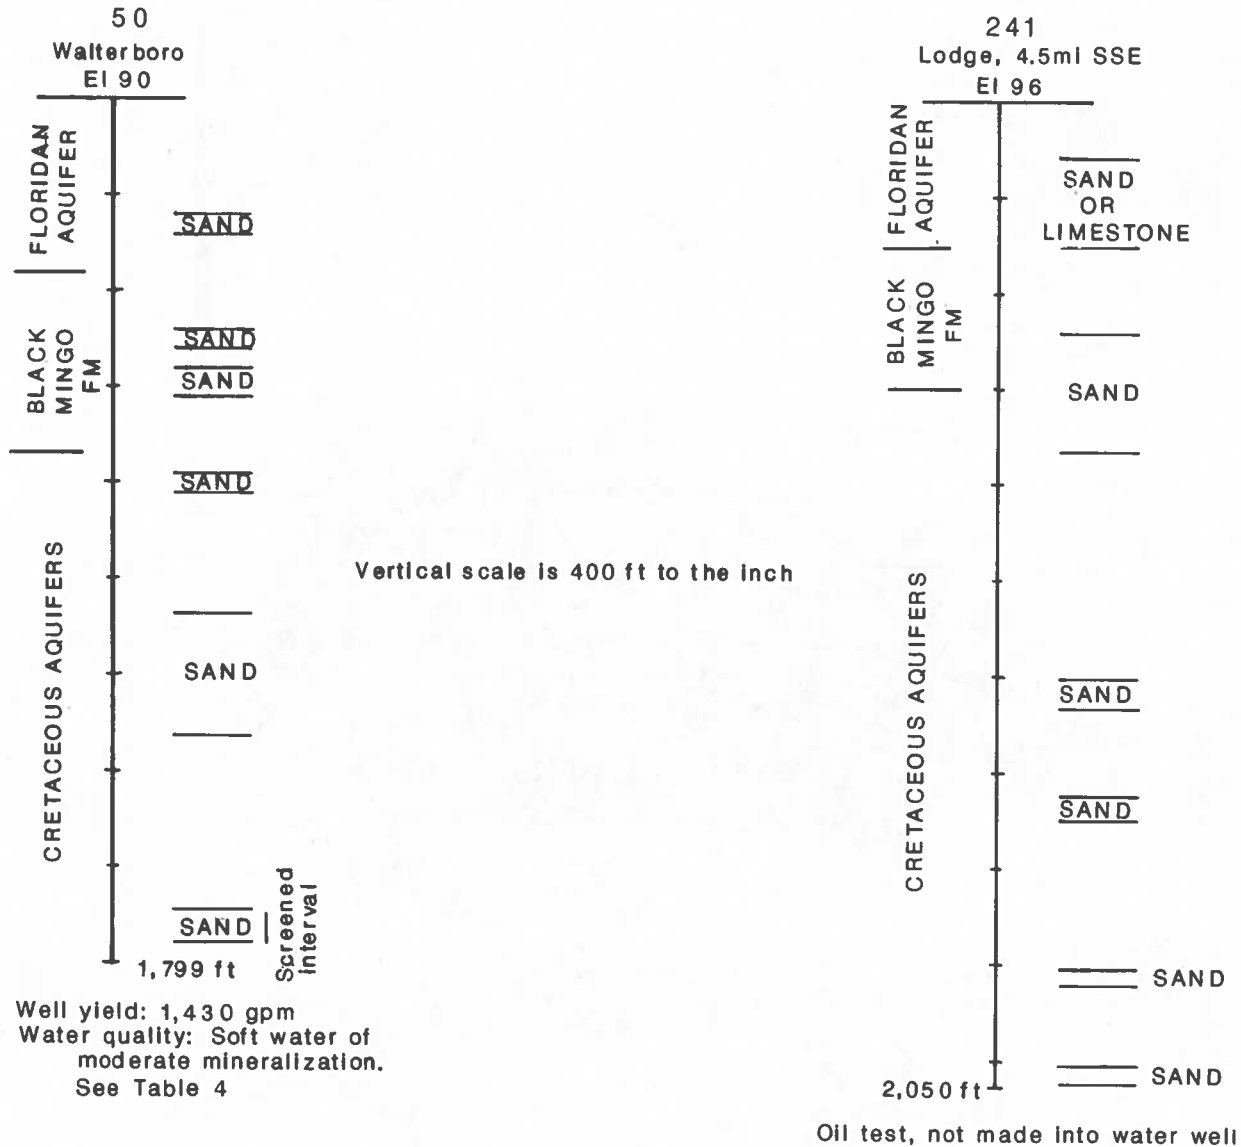 50
Walterboro
El 90
FLORIDAN
AQUIFER
SAND
BLACK
MINGO
FM
SAND
SAND
SAND
CRETACEOUS AQUIFERS
SAND
SAND
Screened
interval
1,799 ft
Well yield: 1,430 gpm
Water quality: Soft water of
moderate mineralization.
See Table 4
Vertical scale is 400 ft to the inch
241
Lodge, 4.5mi SSE
El 96
FLORIDAN
AQUIFER
SAND
OR
LIMESTONE
BLACK
MINGO
FM
SAND
CRETACEOUS AQUIFERS
SAND
SAND
SAND
SAND
2,050 ft
Oil test, not made into water well